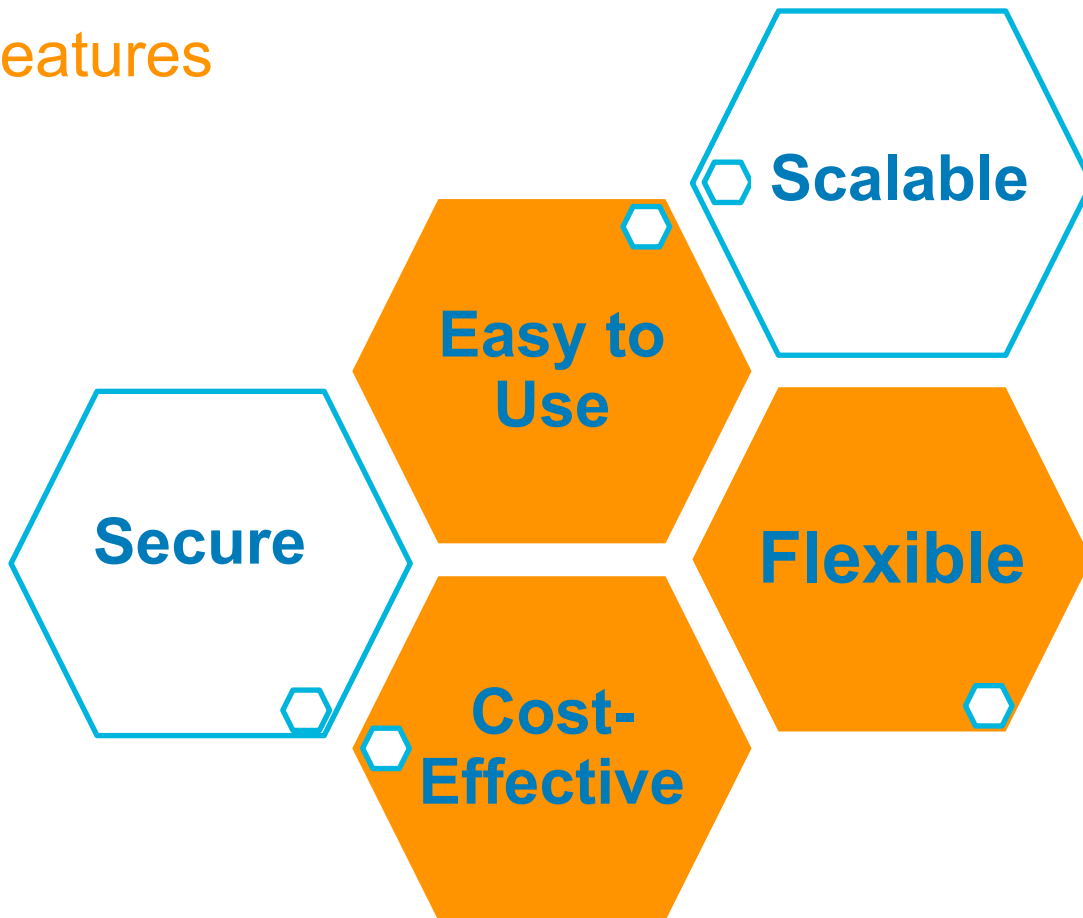 eatures
Scalable
Easy to
Use
Secure
Flexible
Cost-
Effective